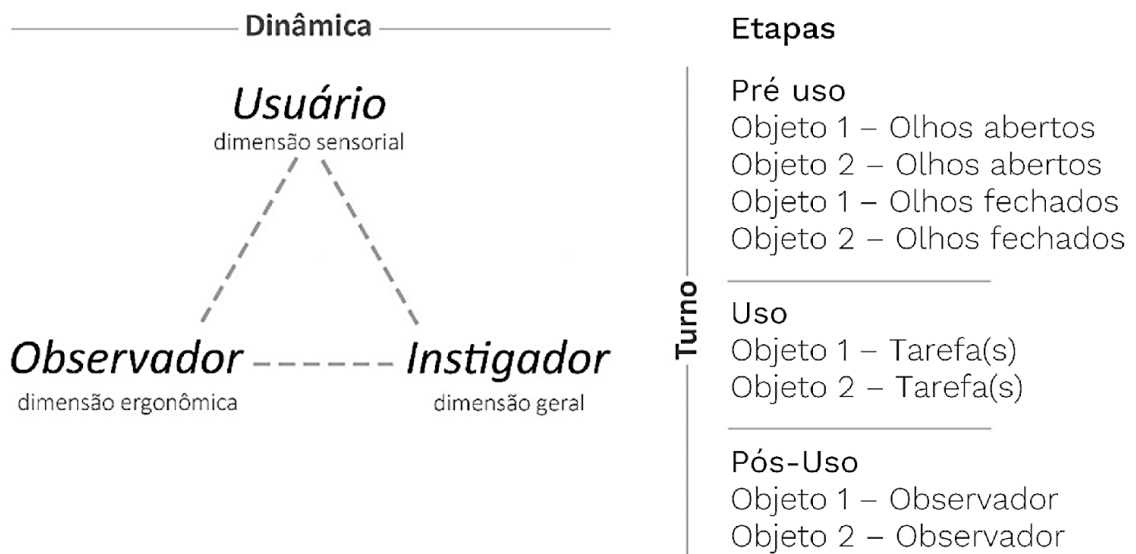 Dinâmica
Usuário
dimensão sensorial
Observador
dimensão ergonômica
Instigador
dimensão geral
Turno
Etapas
Pré uso
Objeto 1 – Olhos abertos
Objeto 2 – Olhos abertos
Objeto 1 – Olhos fechados
Objeto 2 – Olhos fechados
Uso
Objeto 1 – Tarefa(s)
Objeto 2 – Tarefa(s)
Pós-Uso
Objeto 1 – Observador
Objeto 2 – Observador